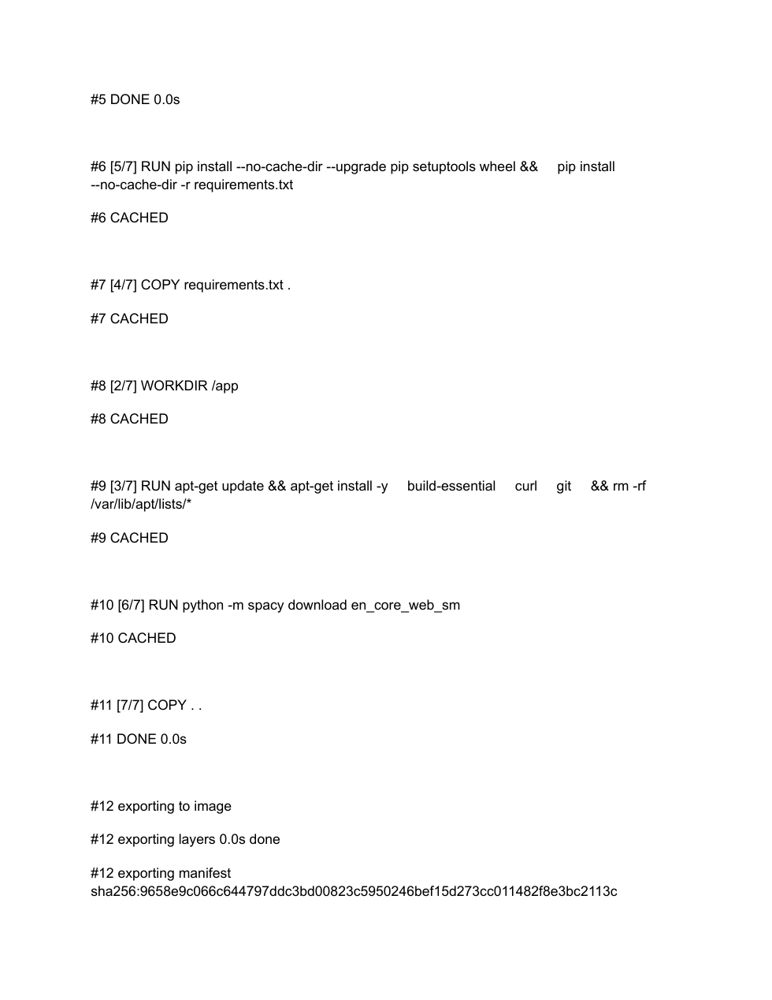 #5 DONE 0.0s
#6 [5/7] RUN pip install --no-cache-dir --upgrade pip setuptools wheel &&     pip install
--no-cache-dir -r requirements.txt
#6 CACHED
#7 [4/7] COPY requirements.txt .
#7 CACHED
#8 [2/7] WORKDIR /app
#8 CACHED
#9 [3/7] RUN apt-get update && apt-get install -y     build-essential     curl     git     && rm -rf
/var/lib/apt/lists/*
#9 CACHED
#10 [6/7] RUN python -m spacy download en_core_web_sm
#10 CACHED
#11 [7/7] COPY . .
#11 DONE 0.0s
#12 exporting to image
#12 exporting layers 0.0s done
#12 exporting manifest
sha256:9658e9c066c644797ddc3bd00823c5950246bef15d273cc011482f8e3bc2113c